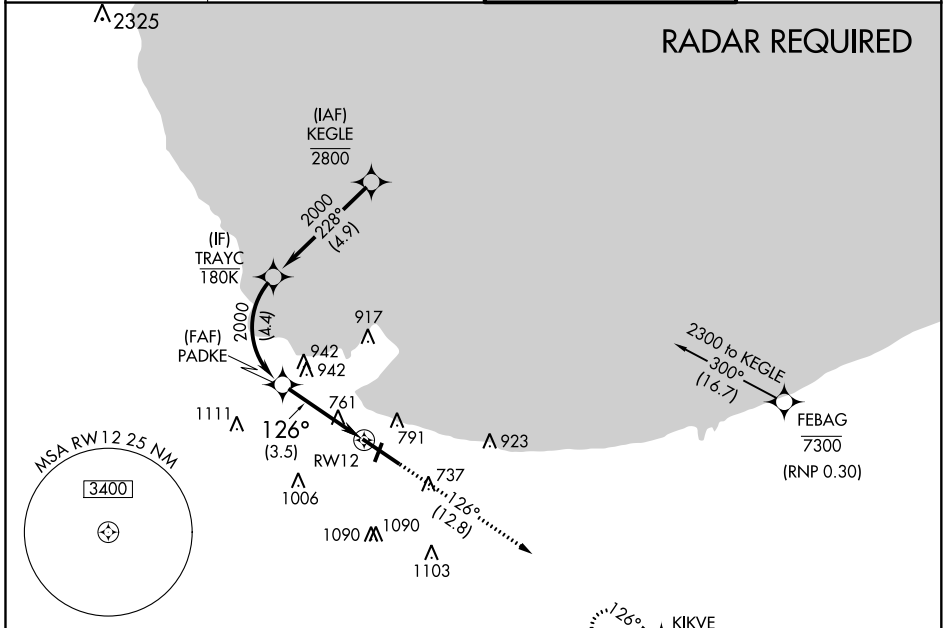 2325
RADAR REQUIRED
(IAF)
KEGLE
2800
2000
228°
(4.9)
(IF)
TRAYC
180K
2000
(4.4)
(FAF)
PADKE
917
942
942
2300 to KEGLE
300°
(16.7)
FEBAG
7300
(RNP 0.30)
1111
761
791
126°
(3.5)
RW12
923
MSA RW12 25 NM
3400
1006
737
126°
(12.8)
1090
1090
1103
126°
KIKVE